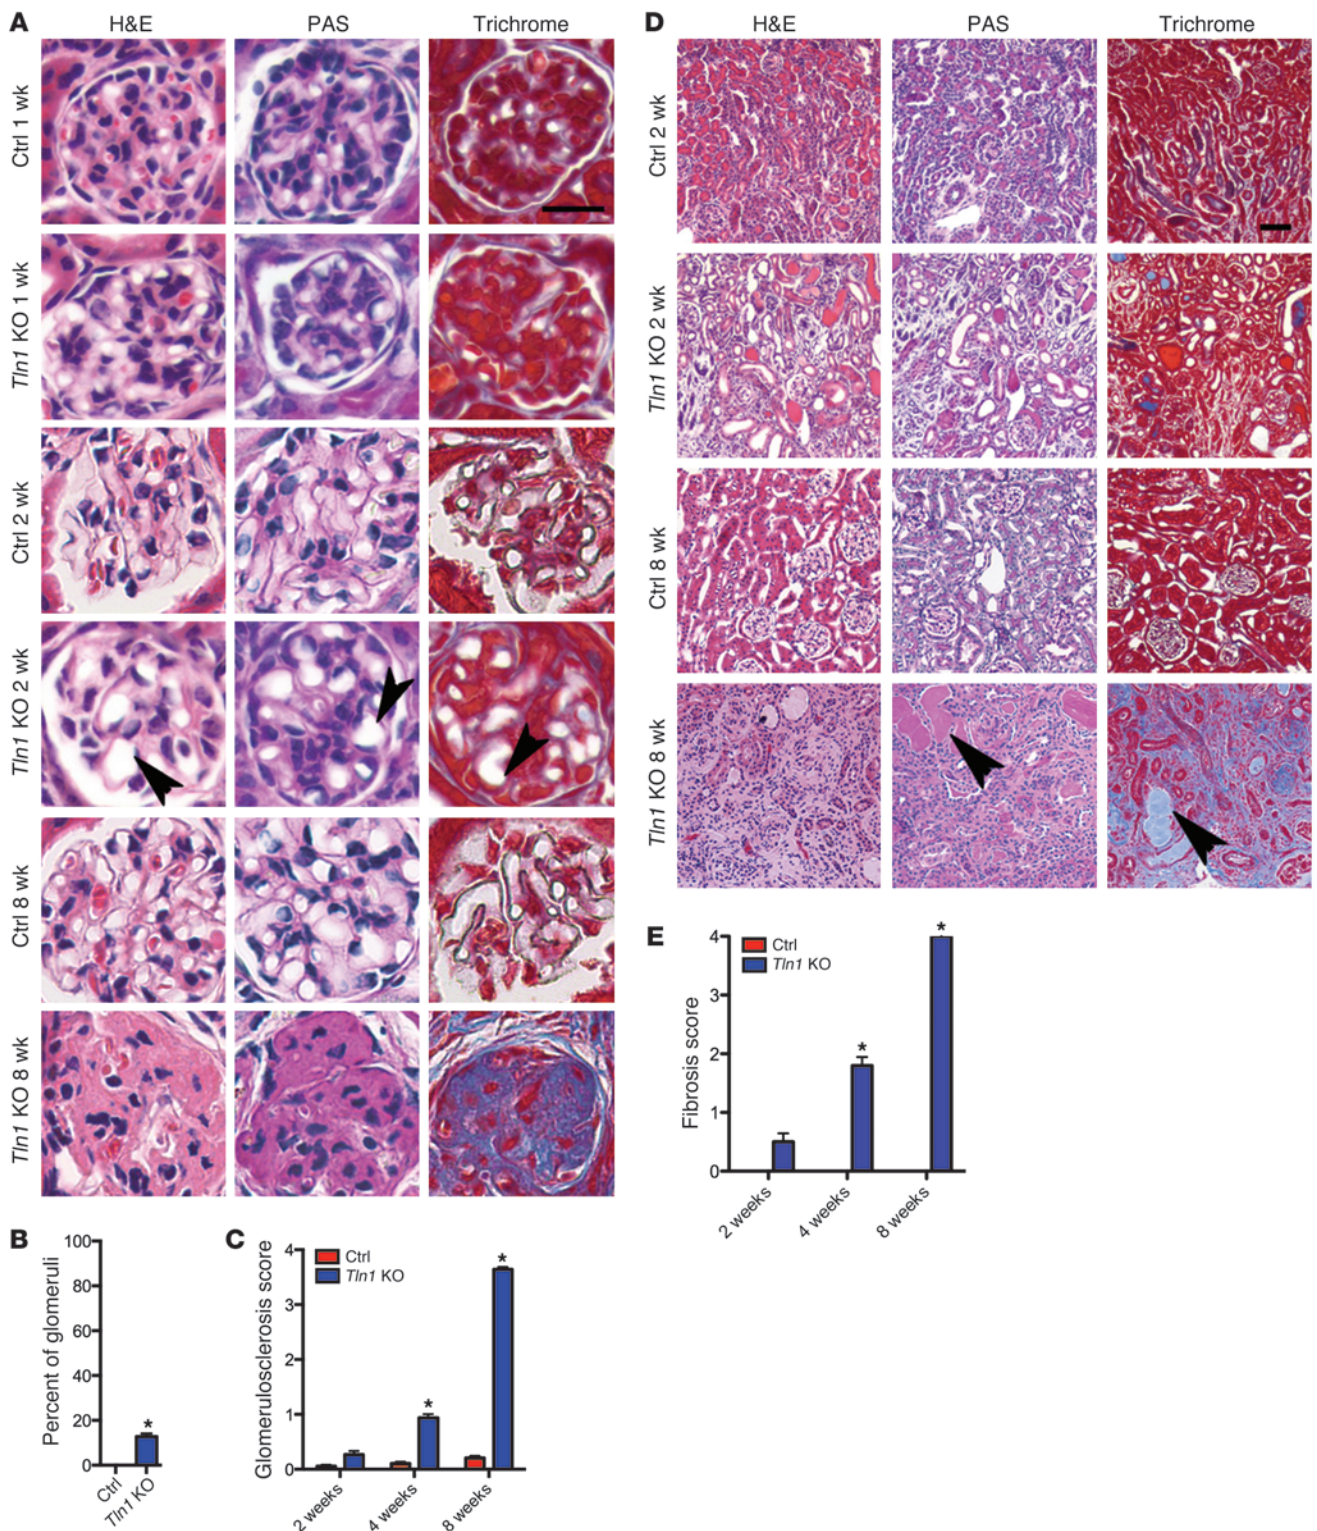 A
H&E PAS Trichrome
Ctrl 1 wk
Tln1 KO 1 wk
Ctrl 2 wk
Tln1 KO 2 wk
Ctrl 8 wk
Tln1 KO 8 wk
B
Percent of glomeruli
100
80
60
40
20
0
*
Ctrl
Tln1 KO
C
Glomerulosclerosis score
4
3
2
1
0
Ctrl
Tln1 KO
*
*
2 weeks
4 weeks
8 weeks
D
H&E PAS Trichrome
Ctrl 2 wk
Tln1 KO 2 wk
Ctrl 8 wk
Tln1 KO 8 wk
E
Fibrosis score
4
3
2
1
0
Ctrl
Tln1 KO
*
*
2 weeks
4 weeks
8 weeks